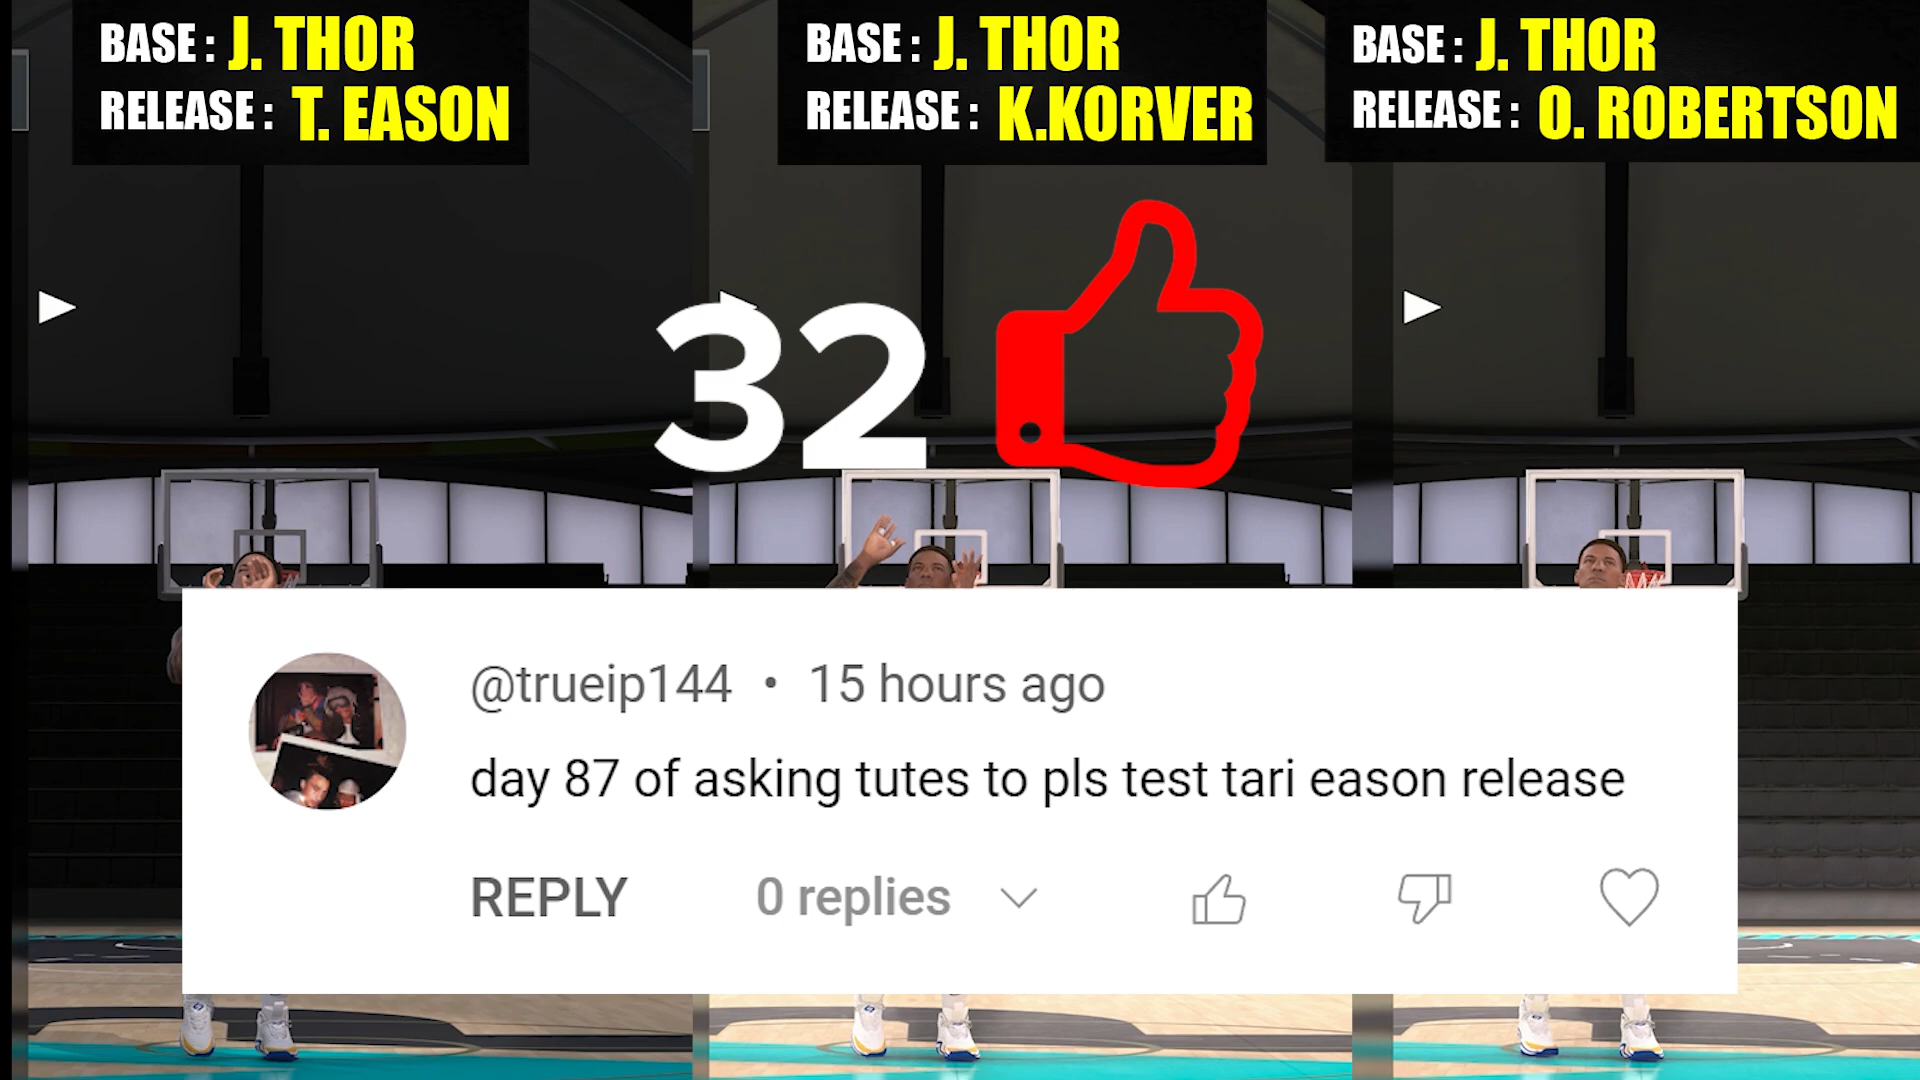 BASE : J. THOR
RELEASE : T. EASON
BASE : J. THOR
RELEASE : K.KORVER
BASE : J. THOR
RELEASE : O. ROBERTSON
32
@trueip144 • 15 hours ago
day 87 of asking tutes to pls test tari eason release
REPLY 0 replies